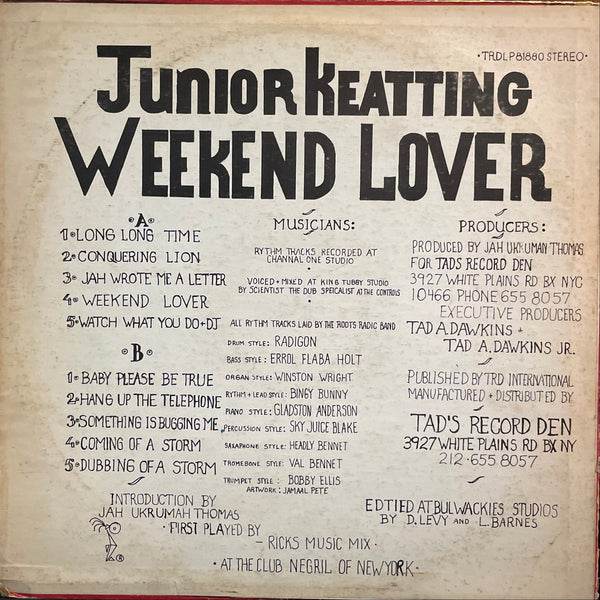 ·TRDLP81880 STEREO·
JUNIOR KEATTING
WEEKEND LOVER
·A·
1·LONG LONG TIME
2·CONQUERING LION
3·JAH WROTE ME A LETTER
4·WEEKEND LOVER
5·WATCH WHAT YOU DO+DJ
·B·
1·BABY PLEASE BE TRUE
2·HANG UP THE TELEPHONE
3·SOMETHING IS BUGGING ME
4·COMING OF A STORM
5·DUBBING OF A STORM
INTRODUCTION BY
JAH UKRUMAH THOMAS
MUSICIANS:
RYTHM TRACKS RECORDED AT
CHANNAL ONE STUDIO
VOICED+MIXED AT KING TUBBY STUDIO
BY SCIENTIST THE DUB SPEICALIST AT THE CONTROLS
ALL RYTHM TRACKS LAID BY THE ROOTS RADIC BAND
DRUM STYLE: RADIGON
BASS STYLE: ERROL FLABA HOLT
ORGAN STYLE: WINSTON WRIGHT
RYTHM+LEAD STYLE: BINGY BUNNY
PIANO STYLE: GLADSTON ANDERSON
PERCUSSION STYLE: SKY JUICE BLAKE
SAXAPHONE STYLE: HEADLY BENNET
TROMEBONE STYLE: VAL BENNET
TRUMPET STYLE: BOBBY ELLIS
ARTWORK: JAMAAL PETE
PRODUCERS:
PRODUCED BY JAH UKRUMAN THOMAS
FOR TADS RECORD DEN
3927 WHITE PLAINS RD BX NYC
10466 PHONE 655 8057
EXECUTIVE PRODUCERS
TAD A.DAWKINS +
TAD A. DAWKINS JR.
PUBLISHED BY TRD INTERNATIONAL
MANUFACTURED + DISTRIBUTED BY
TAD'S RECORD DEN
3927 WHITE PLAINS RD BX NY
212·655 8057
EDTIED AT BULWACKIES STUDIOS
BY D. LEVY AND L. BARNES
·FIRST PLAYED BY
-RICKS MUSIC MIX·
·AT THE CLUB NEGRIL OF NEW YORK·